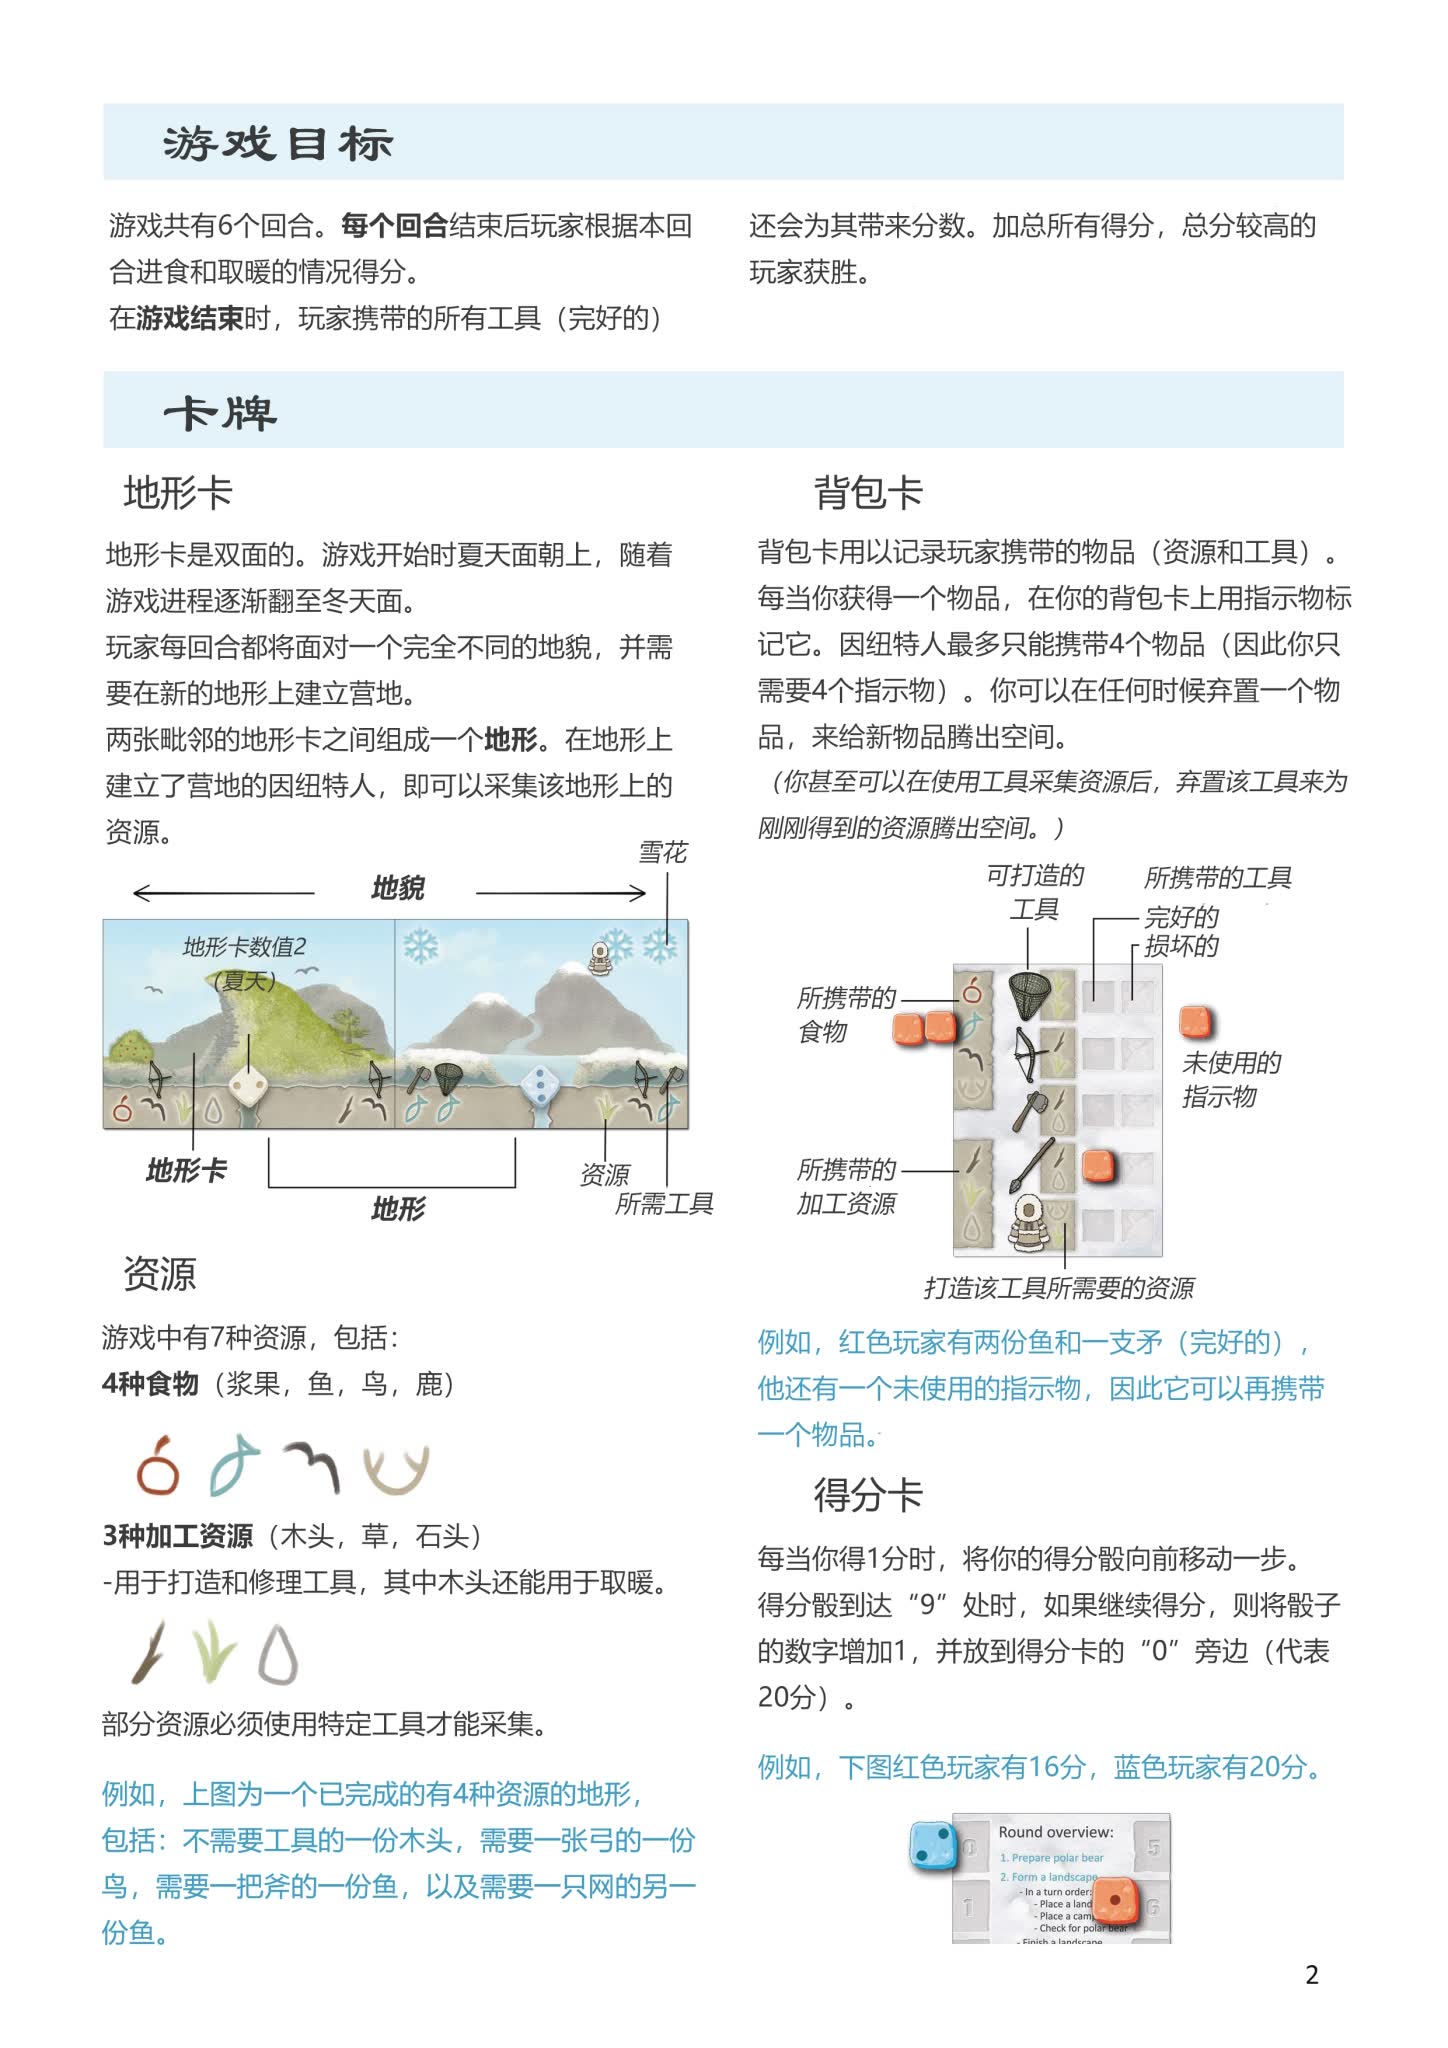 游戏目标
游戏共有6个回合。每个回合结束后玩家根据本回
合进食和取暖的情况得分。
在游戏结束时，玩家携带的所有工具（完好的）
还会为其带来分数。加总所有得分，总分较高的
玩家获胜。
卡牌
地形卡
地形卡是双面的。游戏开始时夏天面朝上，随着
游戏进程逐渐翻至冬天面。
玩家每回合都将面对一个完全不同的地貌，并需
要在新的地形上建立营地。
两张毗邻的地形卡之间组成一个地形。在地形上
建立了营地的因纽特人，即可以采集该地形上的
资源。
雪花
地貌
地形卡数值2
（夏天）
地形卡
地形
资源
所需工具
资源
游戏中有7种资源，包括：
4种食物（浆果，鱼，鸟，鹿）
3种加工资源（木头，草，石头）
-用于打造和修理工具，其中木头还能用于取暖。
部分资源必须使用特定工具才能采集。
例如，上图为一个已完成的有4种资源的地形，
包括：不需要工具的一份木头，需要一张弓的一份
鸟，需要一把斧的一份鱼，以及需要一只网的另一
份鱼。
背包卡
背包卡用以记录玩家携带的物品（资源和工具）。
每当你获得一个物品，在你的背包卡上用指示物标
记它。因纽特人最多只能携带4个物品（因此你只
需要4个指示物）。你可以在任何时候弃置一个物
品，来给新物品腾出空间。
（你甚至可以在使用工具采集资源后，弃置该工具来为
刚刚得到的资源腾出空间。）
可打造的
工具
所携带的工具
完好的
损坏的
所携带的
食物
未使用的
指示物
所携带的
加工资源
打造该工具所需要的资源
例如，红色玩家有两份鱼和一支矛（完好的），
他还有一个未使用的指示物，因此它可以再携带
一个物品。
得分卡
每当你得1分时，将你的得分骰向前移动一步。
得分骰到达“9”处时，如果继续得分，则将骰子
的数字增加1，并放到得分卡的“0”旁边（代表
20分）。
例如，下图红色玩家有16分，蓝色玩家有20分。
0
Round overview:
5
1. Prepare polar bear
2. Form a landscape
- In a turn order:
1
- Place a land
6
- Place a cam
- Check for polar bear
- Finish a landscape
2